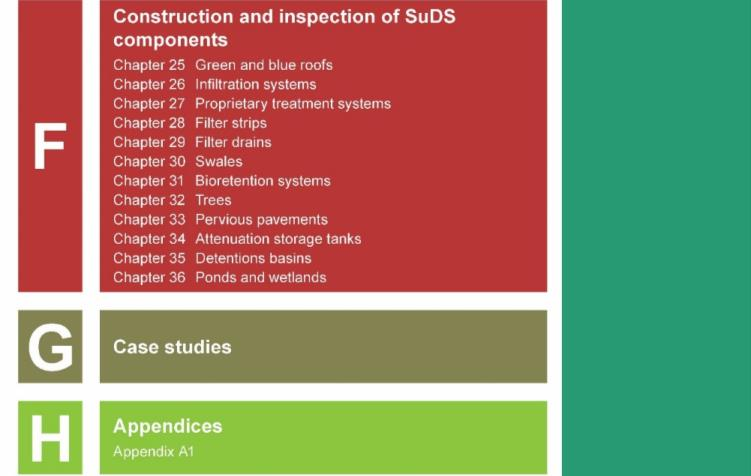 F
Construction and inspection of SuDS
components
Chapter 25 Green and blue roofs
Chapter 26 Infiltration systems
Chapter 27 Proprietary treatment systems
Chapter 28 Filter strips
Chapter 29 Filter drains
Chapter 30 Swales
Chapter 31 Bioretention systems
Chapter 32 Trees
Chapter 33 Pervious pavements
Chapter 34 Attenuation storage tanks
Chapter 35 Detentions basins
Chapter 36 Ponds and wetlands
G
Case studies
H
Appendices
Appendix A1